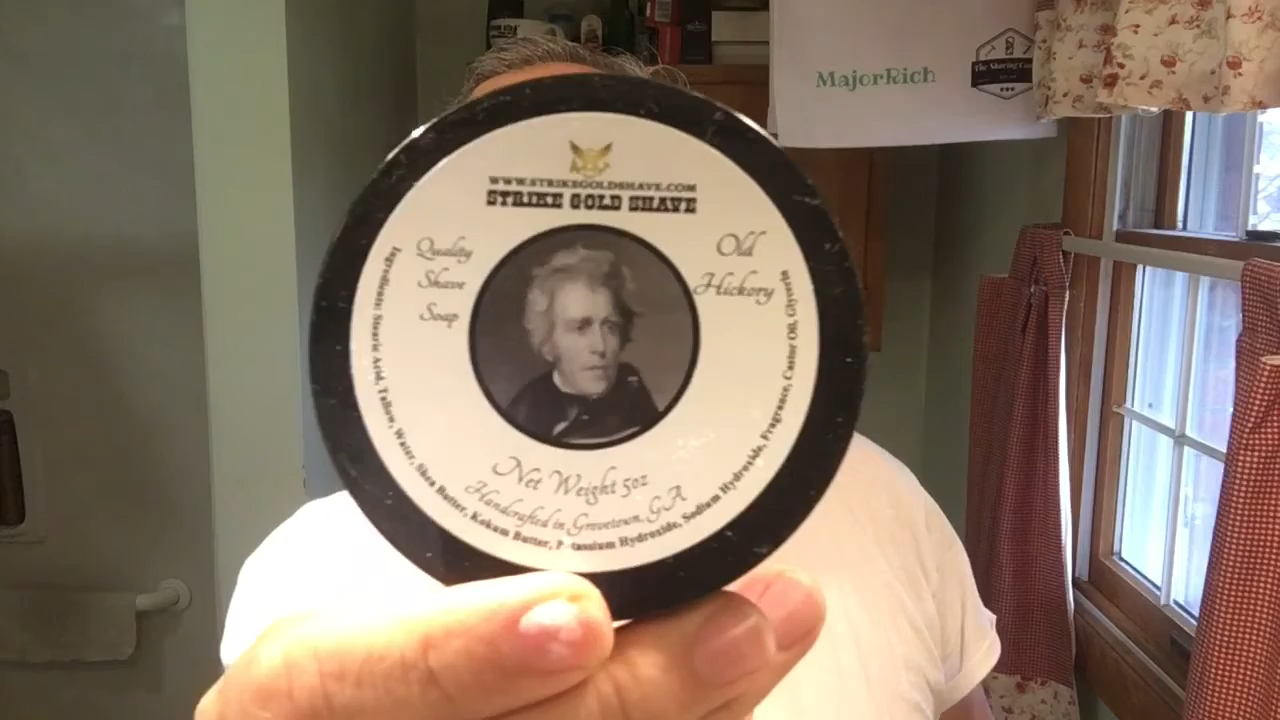 MajorRich
The Shaving Cad
WWW.STRIKEGOLDSHAVE.COM
STRIKE GOLD SHAVE
Quality
Shave
Soap
Old
Hickory
Net Weight 5oz
Handcrafted in Grovetown, GA
Ingredients: Stearic Acid, Tallow, Water, Shea Butter, Kokum Butter, Potassium Hydroxide, Sodium Hydroxide, Fragrance, Castor Oil, Glycerin